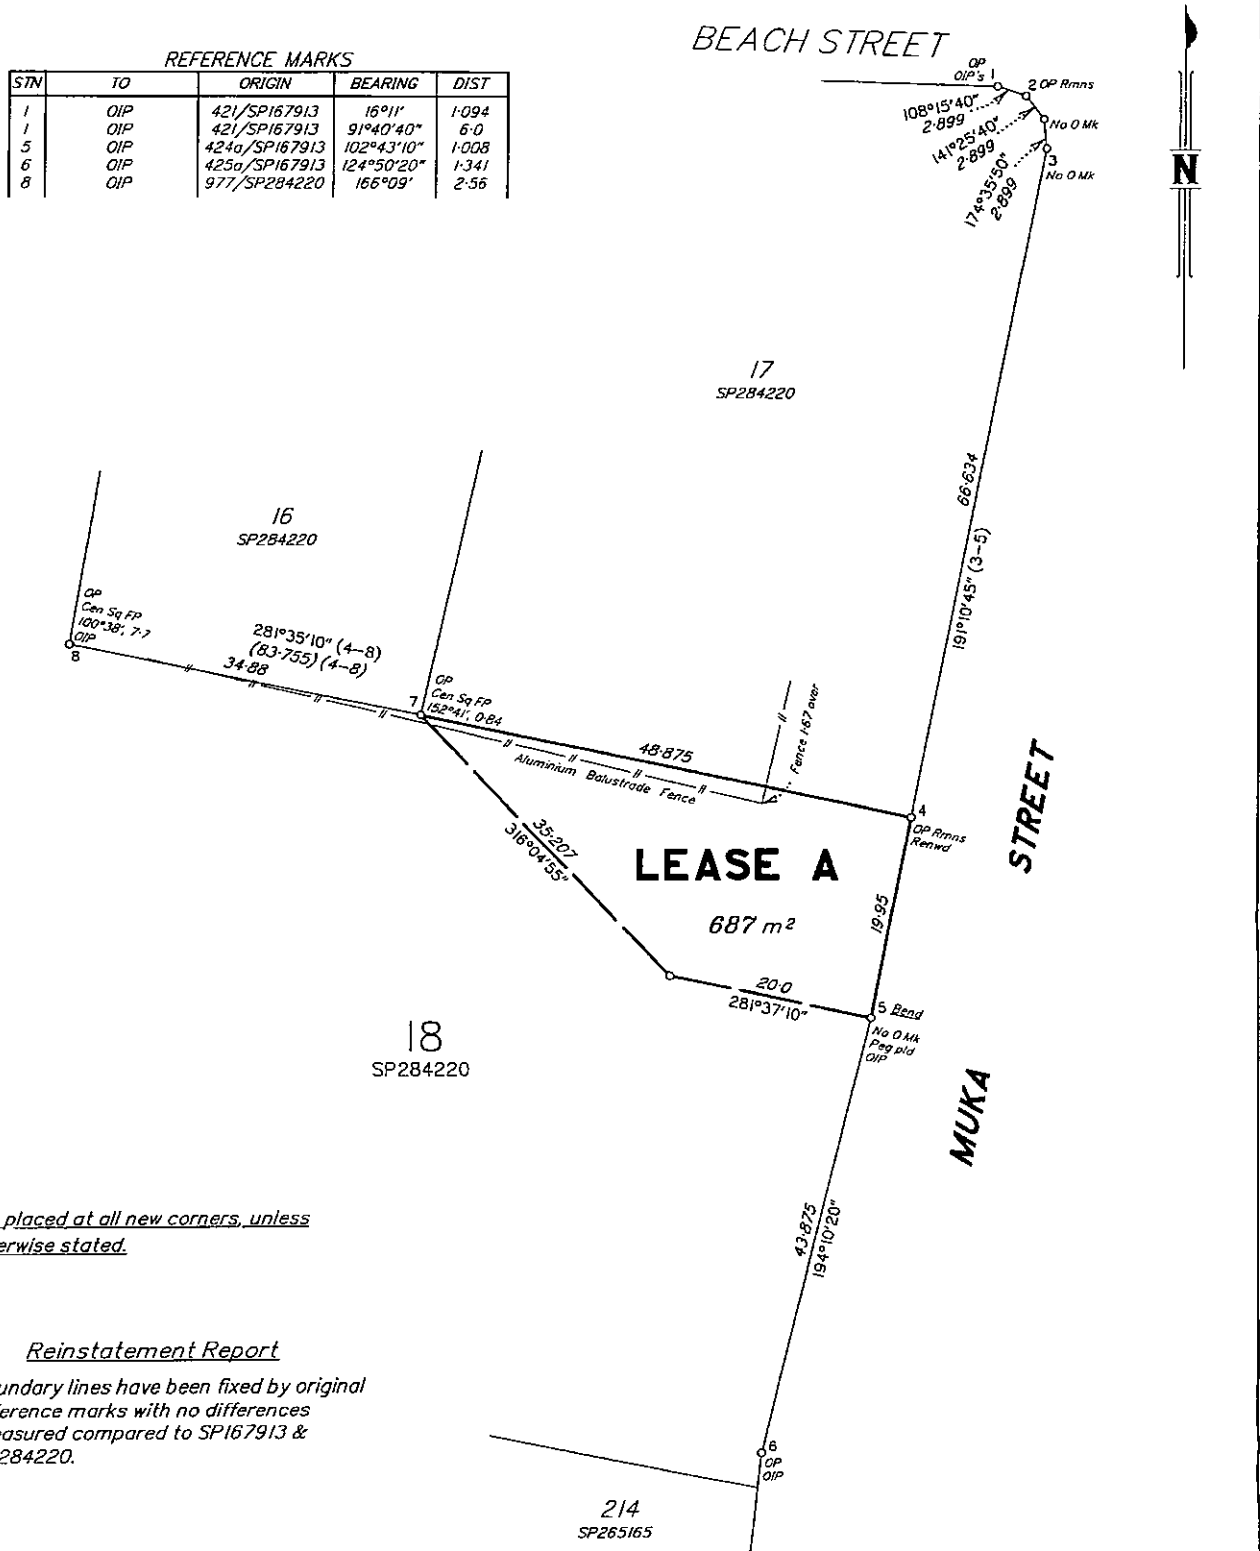 BEACH STREET
REFERENCE MARKS
STN TO ORIGIN BEARING DIST
1 OIP 421/SP167913 16°11' 1·094
1 OIP 421/SP167913 91°40'40" 6·0
5 OIP 424a/SP167913 102°43'10" 1·008
6 OIP 425a/SP167913 124°50'20" 1·341
8 OIP 977/SP284220 166°09' 2·56
OP
OIP's 1
2 OP Rmns
108°15'40"
2·899
No O Mk
141°25'40"
2·899
3
No O Mk
174°35'50"
2·899
N
17
SP284220
66·634
191°10'45" (3-5)
16
SP284220
OP
Cen Sq FP
100°38', 7·7
OIP
8
281°35'10" (4-8)
(83·755) (4-8)
34·88
7
OP
Cen Sq FP
152°41', 0·84
48·875
Aluminium Balustrade Fence
Fence 1·67 over
4
OP Rmns
Renwd
STREET
35·207
316°04'55"
LEASE A
687 m²
19·95
20·0
281°37'10"
5 Bend
No O Mk
Peg pld
OIP
18
SP284220
MUKA
43·875
194°10'20"
placed at all new corners, unless
erwise stated.
Reinstatement Report
undary lines have been fixed by original
ference marks with no differences
easured compared to SP167913 &
284220.
6
OP
OIP
214
SP265165